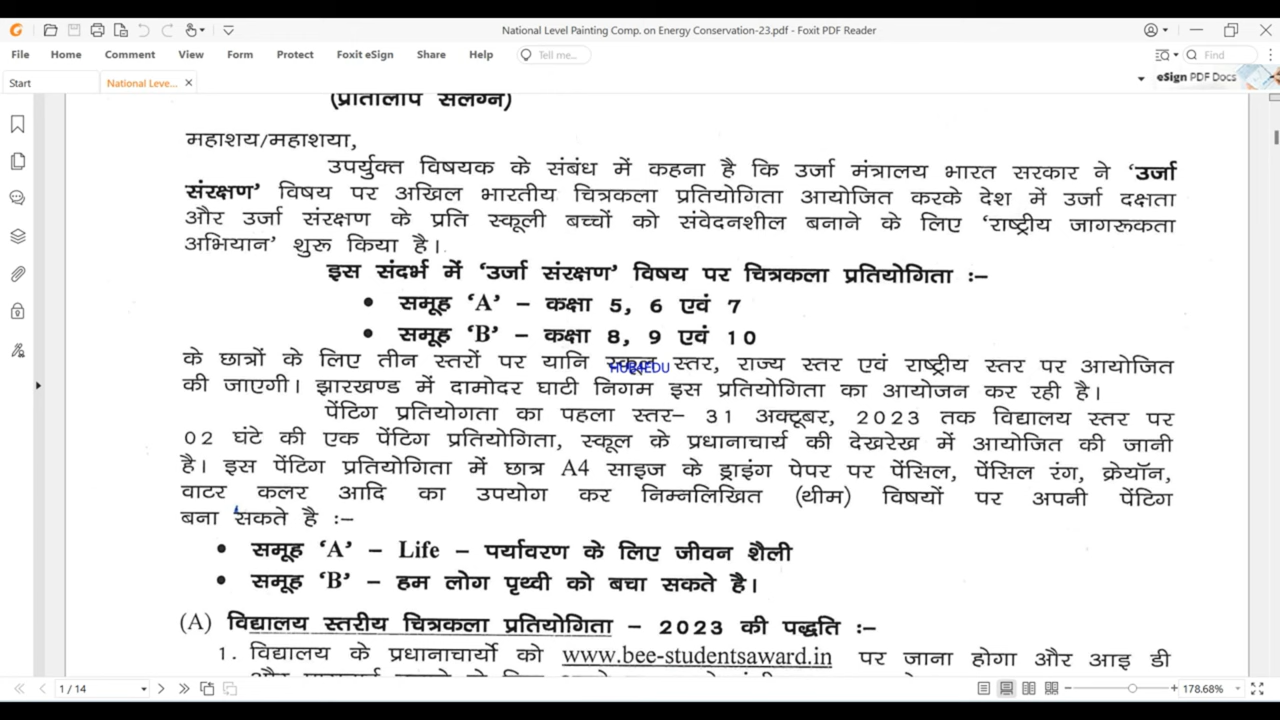 National Level Painting Comp. on Energy Conservation-23.pdf - Foxit PDF Reader
File Home Comment View Form Protect Foxit eSign Share Help Tell me... Find
Start National Leve... eSign PDF Docs
(प्रतिलिपि संलग्न)
महाशय/महाशया,
उपर्युक्त विषयक के संबंध में कहना है कि उर्जा मंत्रालय भारत सरकार ने ‘उर्जा
संरक्षण’ विषय पर अखिल भारतीय चित्रकला प्रतियोगिता आयोजित करके देश में उर्जा दक्षता
और उर्जा संरक्षण के प्रति स्कूली बच्चों को संवेदनशील बनाने के लिए ‘राष्ट्रीय जागरूकता
अभियान’ शुरू किया है।
इस संदर्भ में ‘उर्जा संरक्षण’ विषय पर चित्रकला प्रतियोगिता :–
• समूह ‘A’ – कक्षा 5, 6 एवं 7
• समूह ‘B’ – कक्षा 8, 9 एवं 10
के छात्रों के लिए तीन स्तरों पर यानि स्कूल स्तर, राज्य स्तर एवं राष्ट्रीय स्तर पर आयोजित
HUB4EDU
की जाएगी। झारखण्ड में दामोदर घाटी निगम इस प्रतियोगिता का आयोजन कर रही है।
पेंटिग प्रतियोगता का पहला स्तर– 31 अक्टूबर, 2023 तक विद्यालय स्तर पर
02 घंटे की एक पेंटिग प्रतियोगिता, स्कूल के प्रधानाचार्य की देखरेख में आयोजित की जानी
है। इस पेंटिग प्रतियोगिता में छात्र A4 साइज के ड्राइंग पेपर पर पेंसिल, पेंसिल रंग, क्रेयॉन,
वाटर कलर आदि का उपयोग कर निम्नलिखित (थीम) विषयों पर अपनी पेंटिग
बना सकते है :–
• समूह ‘A’ – Life – पर्यावरण के लिए जीवन शैली
• समूह ‘B’ – हम लोग पृथ्वी को बचा सकते है।
(A) विद्यालय स्तरीय चित्रकला प्रतियोगिता – 2023 की पद्धति :–
1. विद्यालय के प्रधानाचार्यो को www.bee-studentsaward.in पर जाना होगा और आइ डी
1 / 14 178.68%